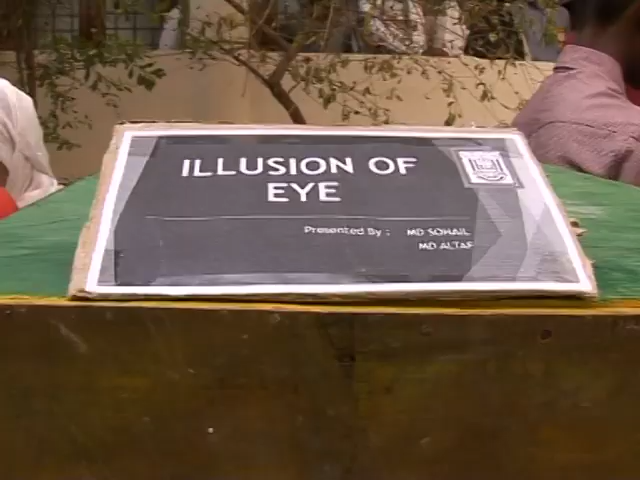 ILLUSION OF
EYE
Presented By : MD SOHAIL
MD ALTAF